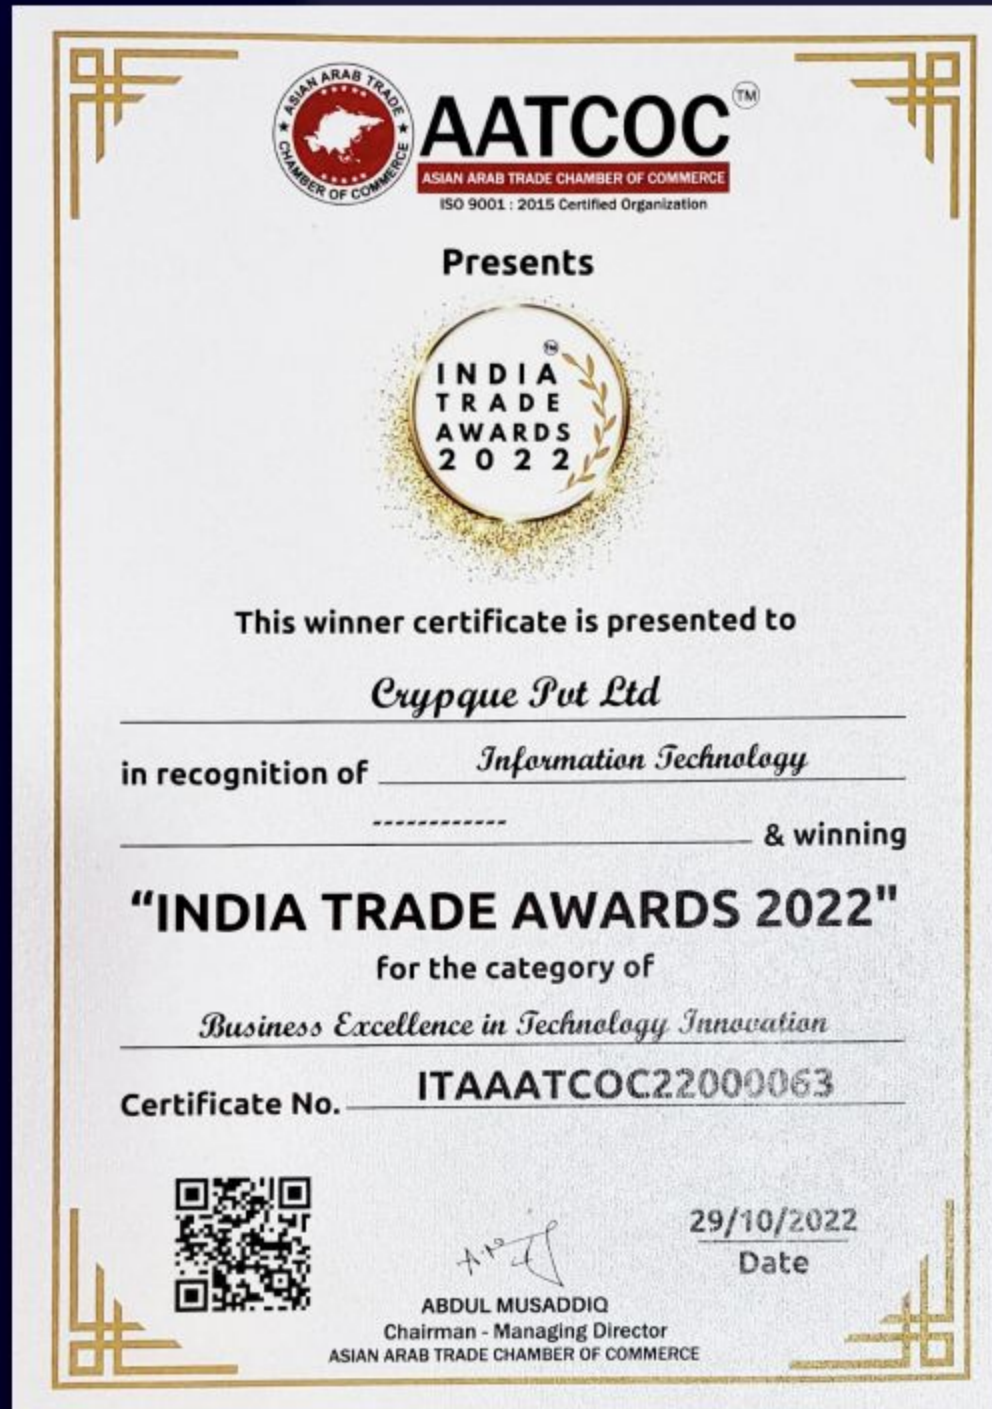 ASIAN ARAB TRADE
CHAMBER OF COMMERCE
AATCOC™
ASIAN ARAB TRADE CHAMBER OF COMMERCE
ISO 9001 : 2015 Certified Organization
Presents
TM
INDIA
TRADE
AWARDS
2022
This winner certificate is presented to
Crypque Pvt Ltd
in recognition of Information Technology
------------ & winning
“INDIA TRADE AWARDS 2022"
for the category of
Business Excellence in Technology Innovation
Certificate No. ITAAATCOC22000063
29/10/2022
Date
ABDUL MUSADDIQ
Chairman - Managing Director
ASIAN ARAB TRADE CHAMBER OF COMMERCE